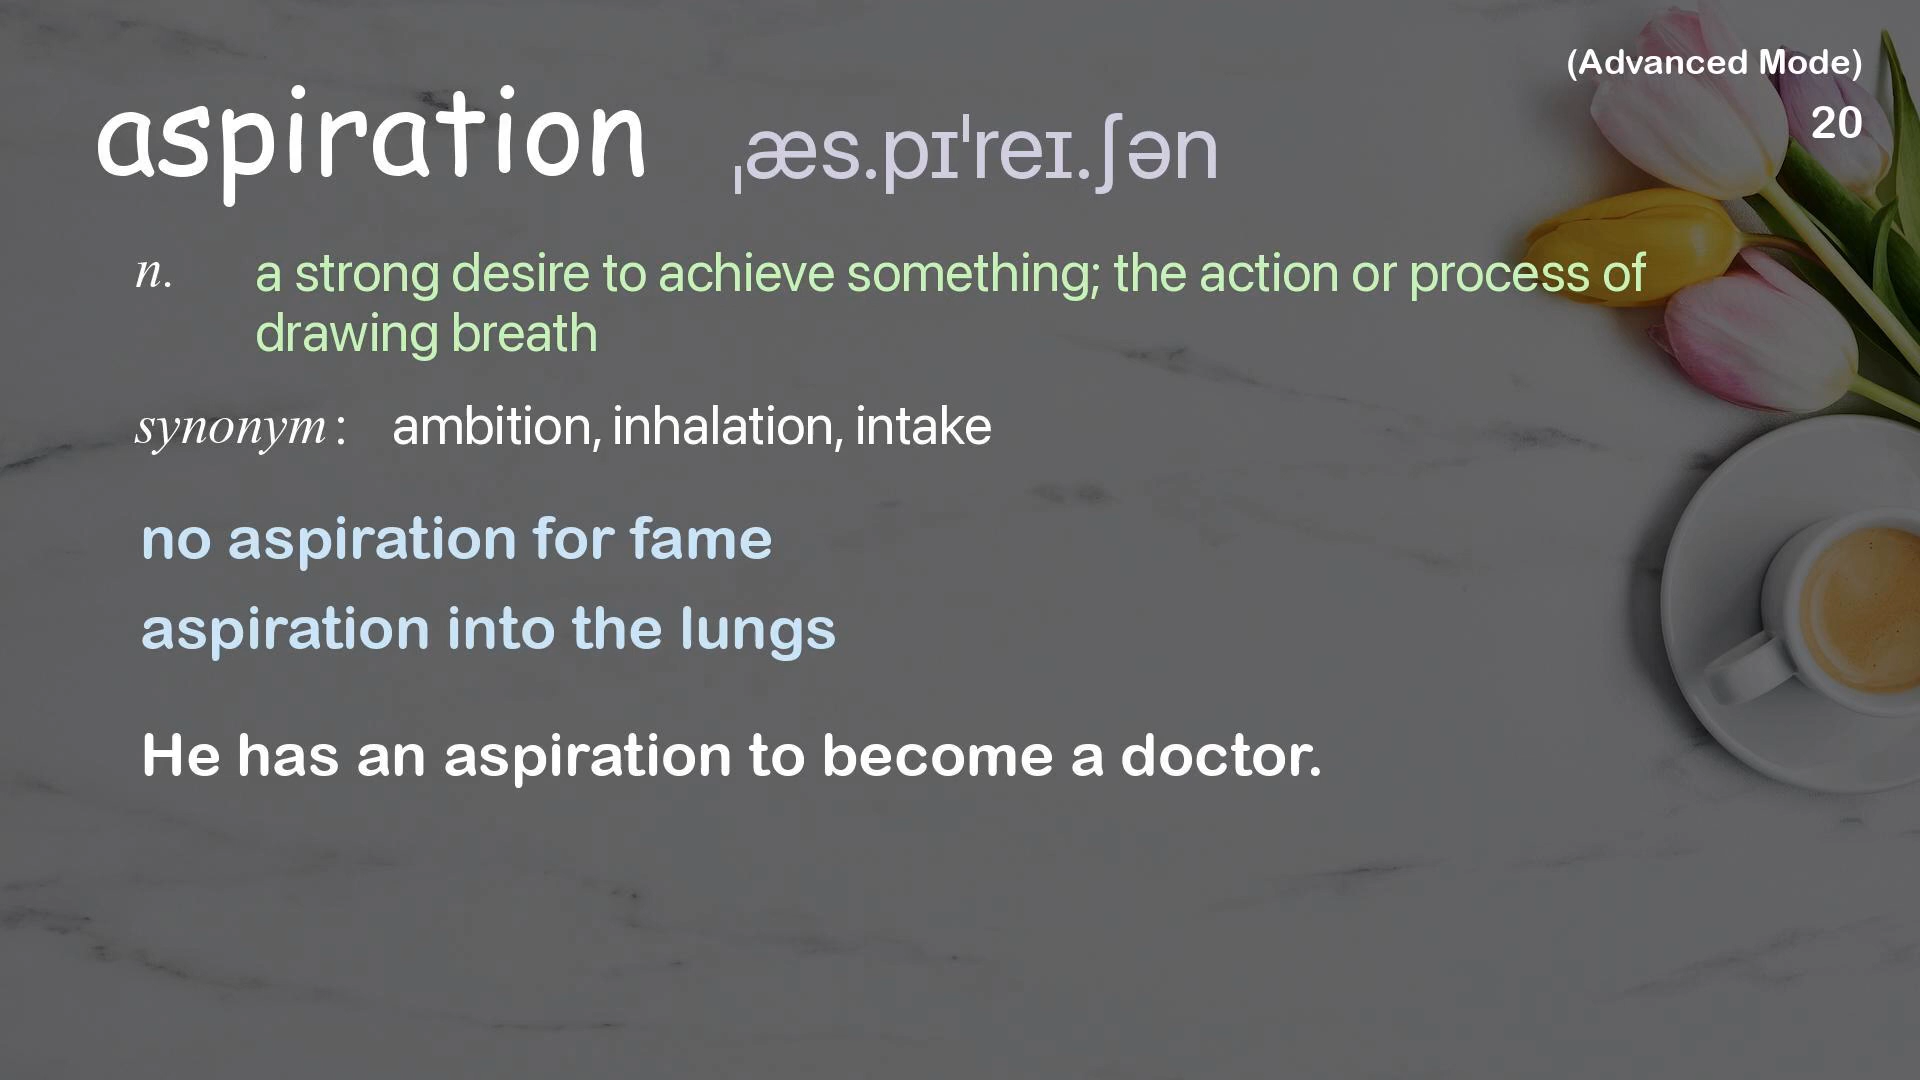 (Advanced Mode)
20
aspiration ˌæs.pɪˈreɪ.ʃən
n. a strong desire to achieve something; the action or process of
drawing breath
synonym: ambition, inhalation, intake
no aspiration for fame
aspiration into the lungs
He has an aspiration to become a doctor.